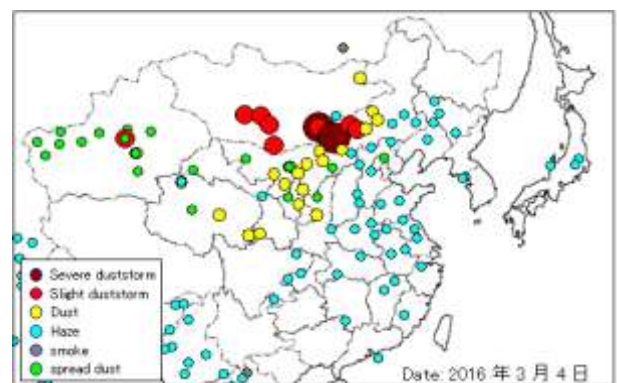 Severe duststorm
Slight duststorm
Dust
Haze
smoke
spread dust
Date: 2016 年 3 月 4 日